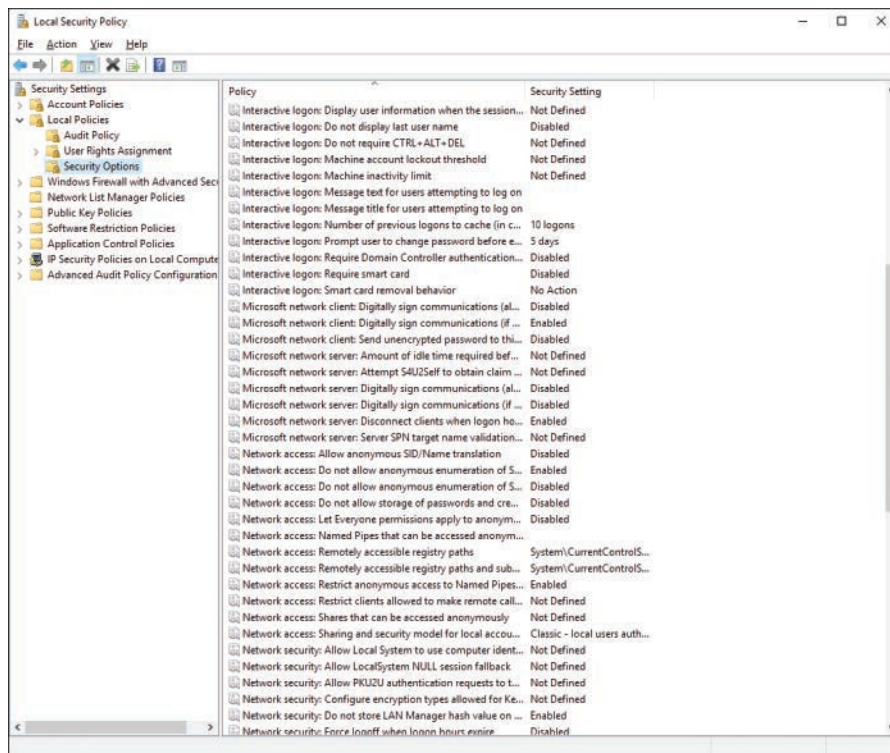 Local Security Policy
File Action View Help
Security Settings
Account Policies
Local Policies
Audit Policy
User Rights Assignment
Security Options
Windows Firewall with Advanced Secu
Network List Manager Policies
Public Key Policies
Software Restriction Policies
Application Control Policies
IP Security Policies on Local Compute
Advanced Audit Policy Configuration
Policy Security Setting
Interactive logon: Display user information when the session... Not Defined
Interactive logon: Do not display last user name Disabled
Interactive logon: Do not require CTRL+ALT+DEL Not Defined
Interactive logon: Machine account lockout threshold Not Defined
Interactive logon: Machine inactivity limit Not Defined
Interactive logon: Message text for users attempting to log on
Interactive logon: Message title for users attempting to log on
Interactive logon: Number of previous logons to cache (in c... 10 logons
Interactive logon: Prompt user to change password before e... 5 days
Interactive logon: Require Domain Controller authentication... Disabled
Interactive logon: Require smart card Disabled
Interactive logon: Smart card removal behavior No Action
Microsoft network client: Digitally sign communications (al... Disabled
Microsoft network client: Digitally sign communications (if ... Enabled
Microsoft network client: Send unencrypted password to thi... Disabled
Microsoft network server: Amount of idle time required bef... Not Defined
Microsoft network server: Attempt S4U2Self to obtain claim ... Not Defined
Microsoft network server: Digitally sign communications (al... Disabled
Microsoft network server: Digitally sign communications (if ... Disabled
Microsoft network server: Disconnect clients when logon ho... Enabled
Microsoft network server: Server SPN target name validation... Not Defined
Network access: Allow anonymous SID/Name translation Disabled
Network access: Do not allow anonymous enumeration of S... Enabled
Network access: Do not allow anonymous enumeration of S... Disabled
Network access: Do not allow storage of passwords and cre... Disabled
Network access: Let Everyone permissions apply to anonym... Disabled
Network access: Named Pipes that can be accessed anonym...
Network access: Remotely accessible registry paths System\CurrentControlS...
Network access: Remotely accessible registry paths and sub... System\CurrentControlS...
Network access: Restrict anonymous access to Named Pipes... Enabled
Network access: Restrict clients allowed to make remote call... Not Defined
Network access: Shares that can be accessed anonymously Not Defined
Network access: Sharing and security model for local accou... Classic - local users auth...
Network security: Allow Local System to use computer ident... Not Defined
Network security: Allow LocalSystem NULL session fallback Not Defined
Network security: Allow PKU2U authentication requests to t... Not Defined
Network security: Configure encryption types allowed for Ke... Not Defined
Network security: Do not store LAN Manager hash value on ... Enabled
Network security: Force logoff when logon hours expire Disabled